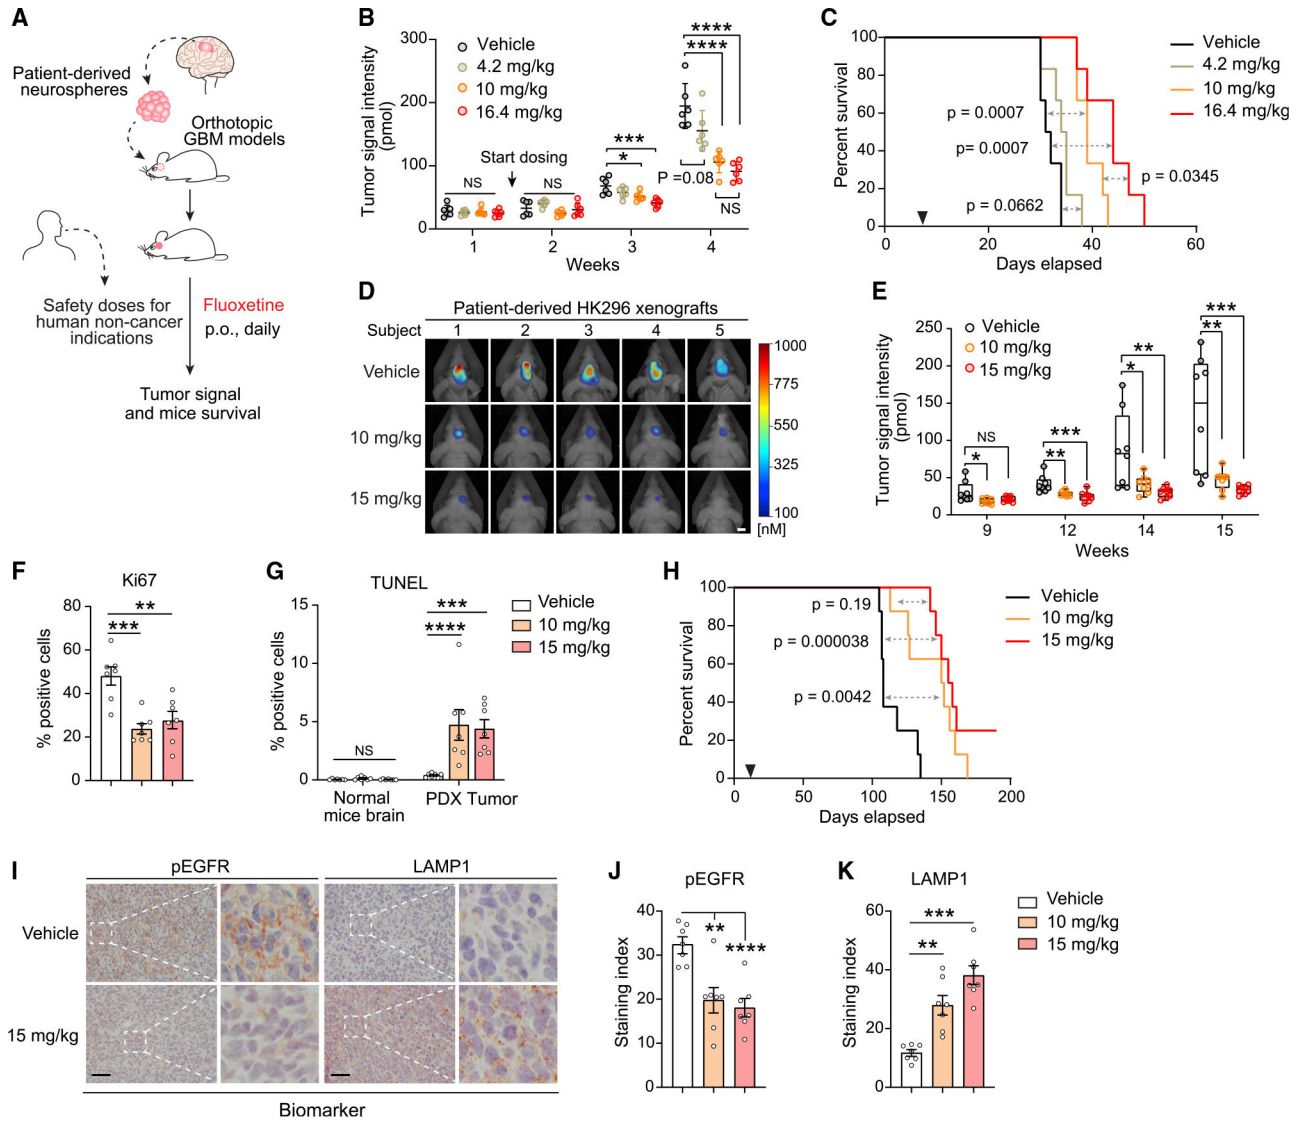 A
Patient-derived
neurospheres
Orthotopic
GBM models
Safety doses for
human non-cancer
indications
Fluoxetine
p.o., daily
Tumor signal
and mice survival
B
Tumor signal intensity
(pmol)
300
200
100
0
Vehicle
4.2 mg/kg
10 mg/kg
16.4 mg/kg
Start dosing
NS
NS
***
*
****
****
P =0.08
NS
1 2 3 4
Weeks
C
Percent survival
100
80
60
40
20
0
p = 0.0007
p= 0.0007
p = 0.0345
p = 0.0662
Vehicle
4.2 mg/kg
10 mg/kg
16.4 mg/kg
0 20 40 60
Days elapsed
D
Patient-derived HK296 xenografts
Subject 1 2 3 4 5
Vehicle
10 mg/kg
15 mg/kg
1000
775
550
325
100
[nM]
E
Tumor signal intensity
(pmol)
250
200
150
100
50
0
Vehicle
10 mg/kg
15 mg/kg
NS
*
***
**
**
*
***
**
9 12 14 15
Weeks
F
Ki67
% positive cells
80
60
40
20
0
**
***
G
TUNEL
% positive cells
15
10
5
0
NS
***
****
Normal
mice brain
PDX Tumor
Vehicle
10 mg/kg
15 mg/kg
H
Percent survival
100
80
60
40
20
0
p = 0.19
p = 0.000038
p = 0.0042
Vehicle
10 mg/kg
15 mg/kg
0 50 100 150 200
Days elapsed
I
pEGFR LAMP1
Vehicle
15 mg/kg
Biomarker
J
pEGFR
Staining index
40
30
20
10
0
**
****
K
LAMP1
Staining index
60
40
20
0
***
**
Vehicle
10 mg/kg
15 mg/kg